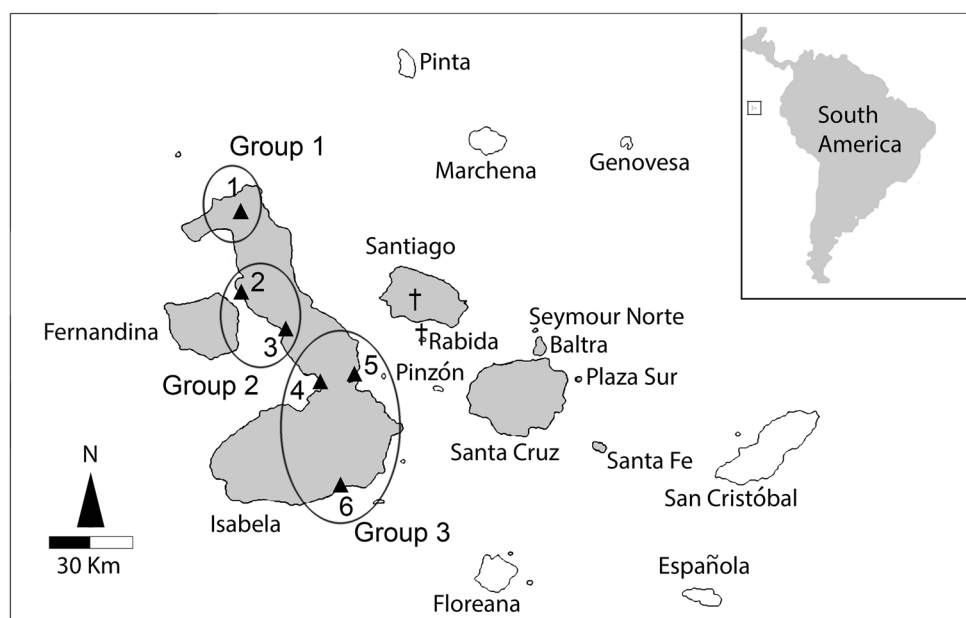 Pinta
Marchena
Genovesa
South
America
Group 1
1
Santiago
†
2
Fernandina
3
Group 2
†
Rabida
Seymour Norte
Baltra
Pinzón
Plaza Sur
4
5
Santa Cruz
Santa Fe
San Cristóbal
N
6
Isabela
Group 3
30 Km
Floreana
Española